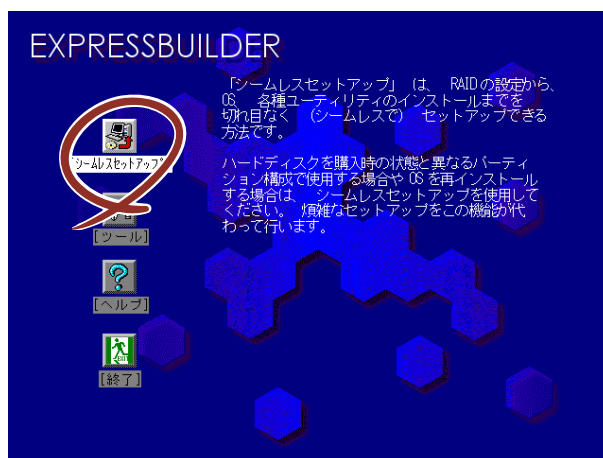 EXPRESSBUILDER
「シームレスセットアップ」 は、 RAIDの設定から、
OS、 各種ユーティリティのインストールまでを
切れ目なく （シームレスで） セットアップできる
方法です。
ハードディスクを購入時の状態と異なるパーティ
ション構成で使用する場合や OS を再インストール
する場合は、 シームレスセットアップを使用して
ください。 煩雑なセットアップをこの機能が代
わって行います。
シームレスセットアップ
[ツール]
[ヘルプ]
EXIT
[終了]